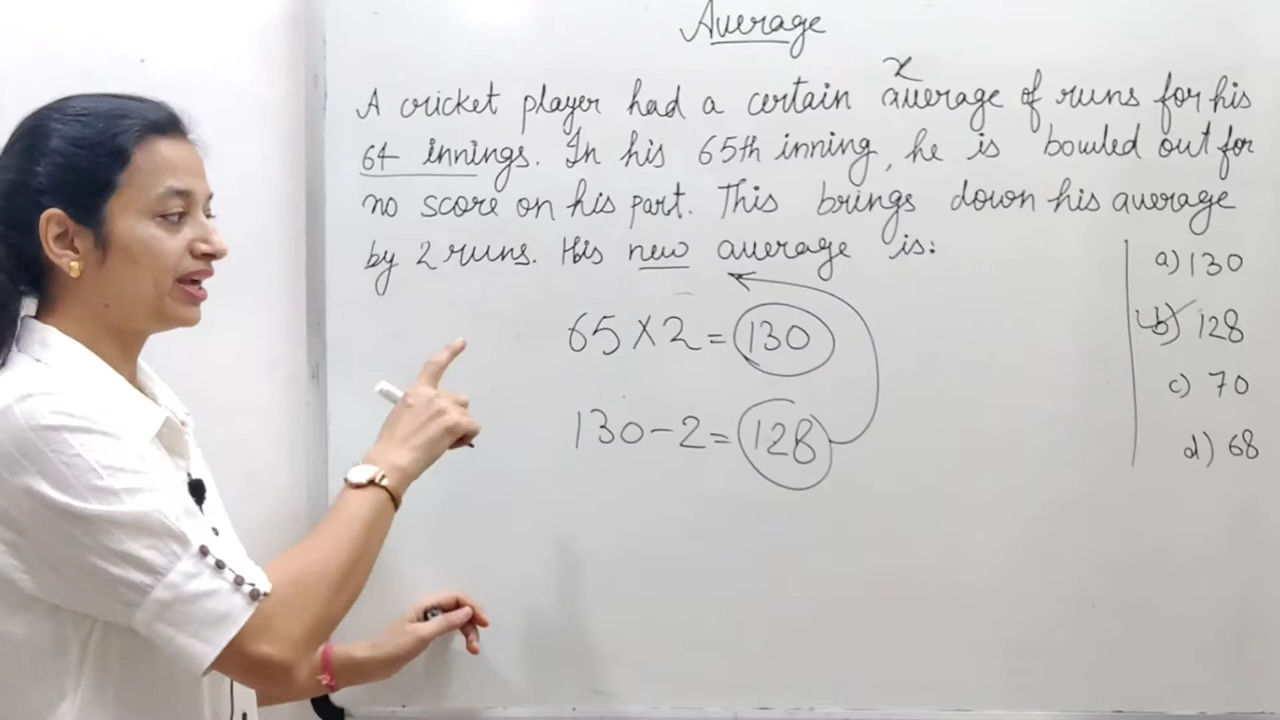 Average
x
A cricket player had a certain average of runs for his
64 innings. In his 65th inning, he is bowled out for
no score on his part. This brings down his average
by 2 runs. His new average is:
65 × 2 = 130
130 - 2 = 128
a) 130
b) 128
c) 70
d) 68